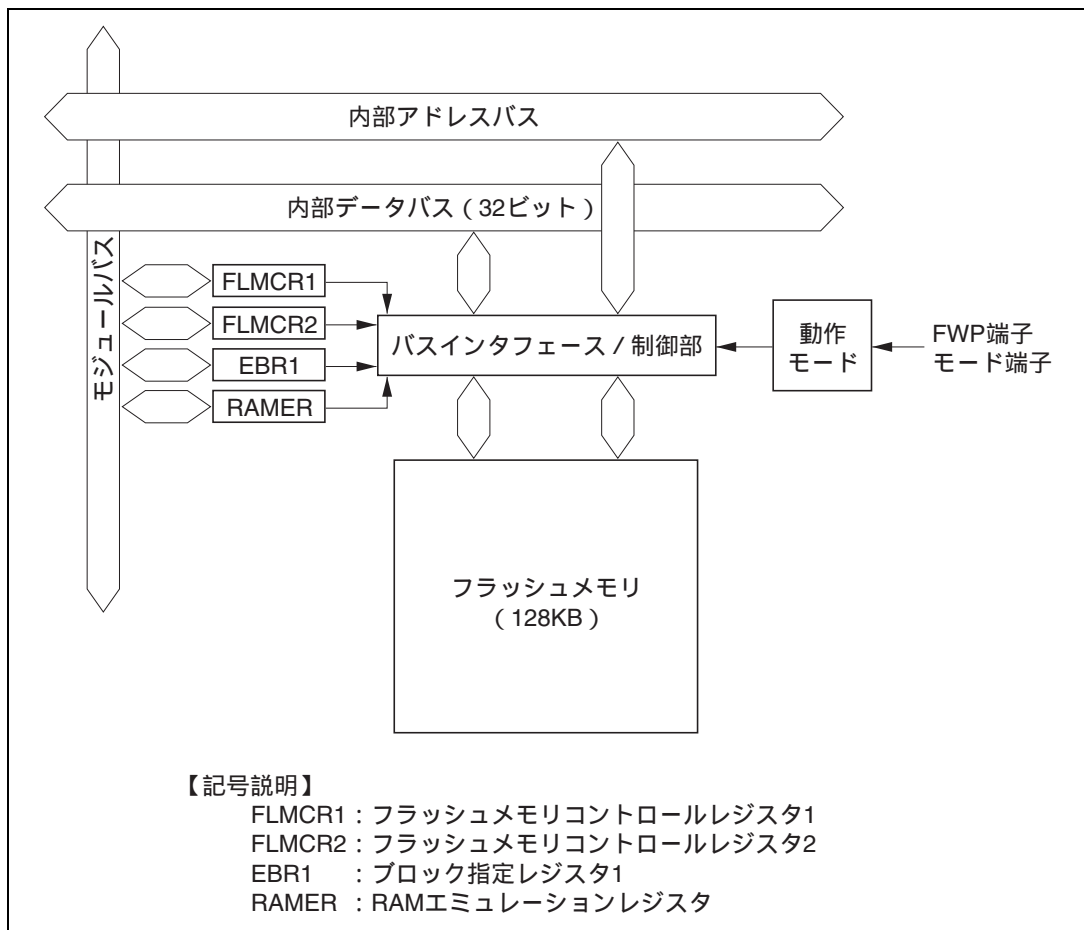 内部アドレスバス
内部データバス（32ビット）
モジュールバス
FLMCR1
FLMCR2
EBR1
RAMER
バスインタフェース / 制御部
動作
モード
FWP端子
モード端子
フラッシュメモリ
（128KB）
【記号説明】
FLMCR1：フラッシュメモリコントロールレジスタ1
FLMCR2：フラッシュメモリコントロールレジスタ2
EBR1　：ブロック指定レジスタ1
RAMER ：RAMエミュレーションレジスタ